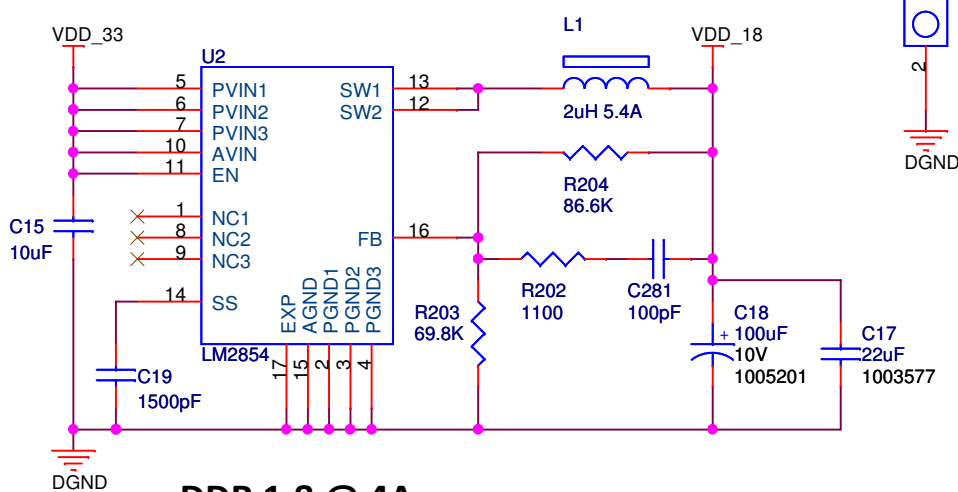 VDD_33
U2
L1
VDD_18
2
DGND
5 PVIN1
6 PVIN2
7 PVIN3
10 AVIN
11 EN
1 NC1
8 NC2
9 NC3
14 SS
SW1 13
SW2 12
FB 16
EXP 17
AGND 15
PGND1 2
PGND2 3
PGND3 4
LM2854
2uH 5.4A
R204
86.6K
C15
10uF
R202
1100
C281
100pF
R203
69.8K
C18
+ 100uF
10V
1005201
C17
22uF
1003577
C19
1500pF
DGND